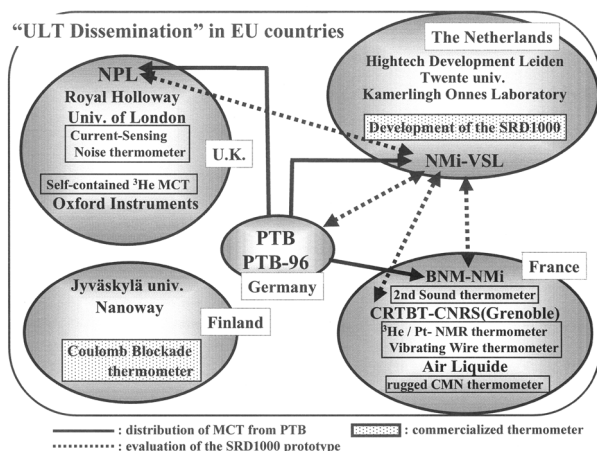 “ULT Dissemination” in EU countries
NPL
Royal Holloway
Univ. of London
Current-Sensing
Noise thermometer
U.K.
Self-contained ³He MCT
Oxford Instruments
The Netherlands
Hightech Development Leiden
Twente univ.
Kamerlingh Onnes Laboratory
Development of the SRD1000
NMi-VSL
PTB
PTB-96
Germany
Jyväskylä univ.
Nanoway
Finland
Coulomb Blockade
thermometer
France
BNM-NMi
2nd Sound thermometer
CRTBT-CNRS(Grenoble)
³He / Pt- NMR thermometer
Vibrating Wire thermometer
Air Liquide
rugged CMN thermometer
: distribution of MCT from PTB
: commercialized thermometer
: evaluation of the SRD1000 prototype